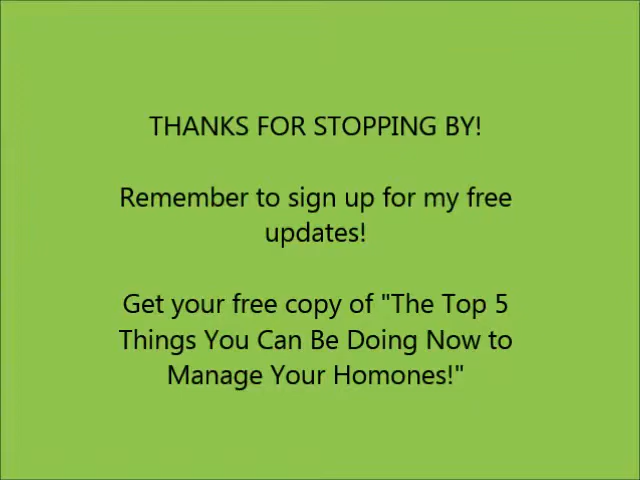 THANKS FOR STOPPING BY!
Remember to sign up for my free
updates!
Get your free copy of "The Top 5
Things You Can Be Doing Now to
Manage Your Homones!"